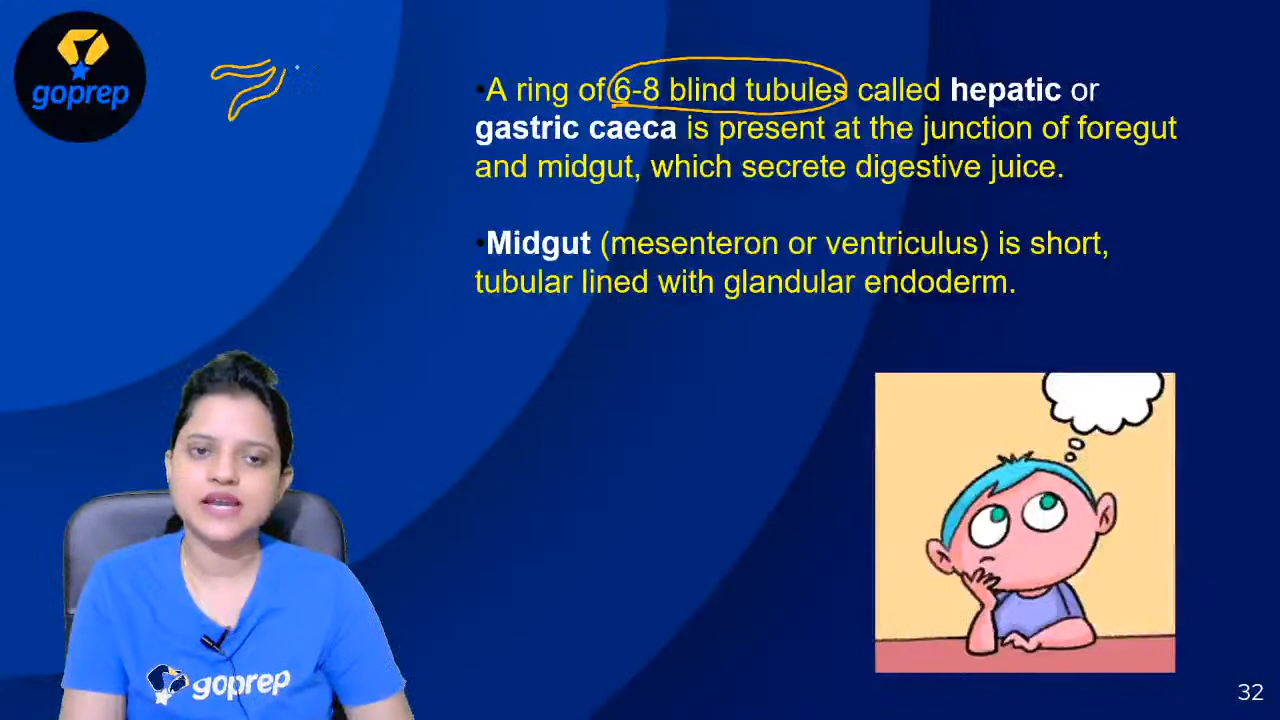 goprep
•A ring of 6-8 blind tubules called hepatic or
gastric caeca is present at the junction of foregut
and midgut, which secrete digestive juice.
•Midgut (mesenteron or ventriculus) is short,
tubular lined with glandular endoderm.
goprep
32